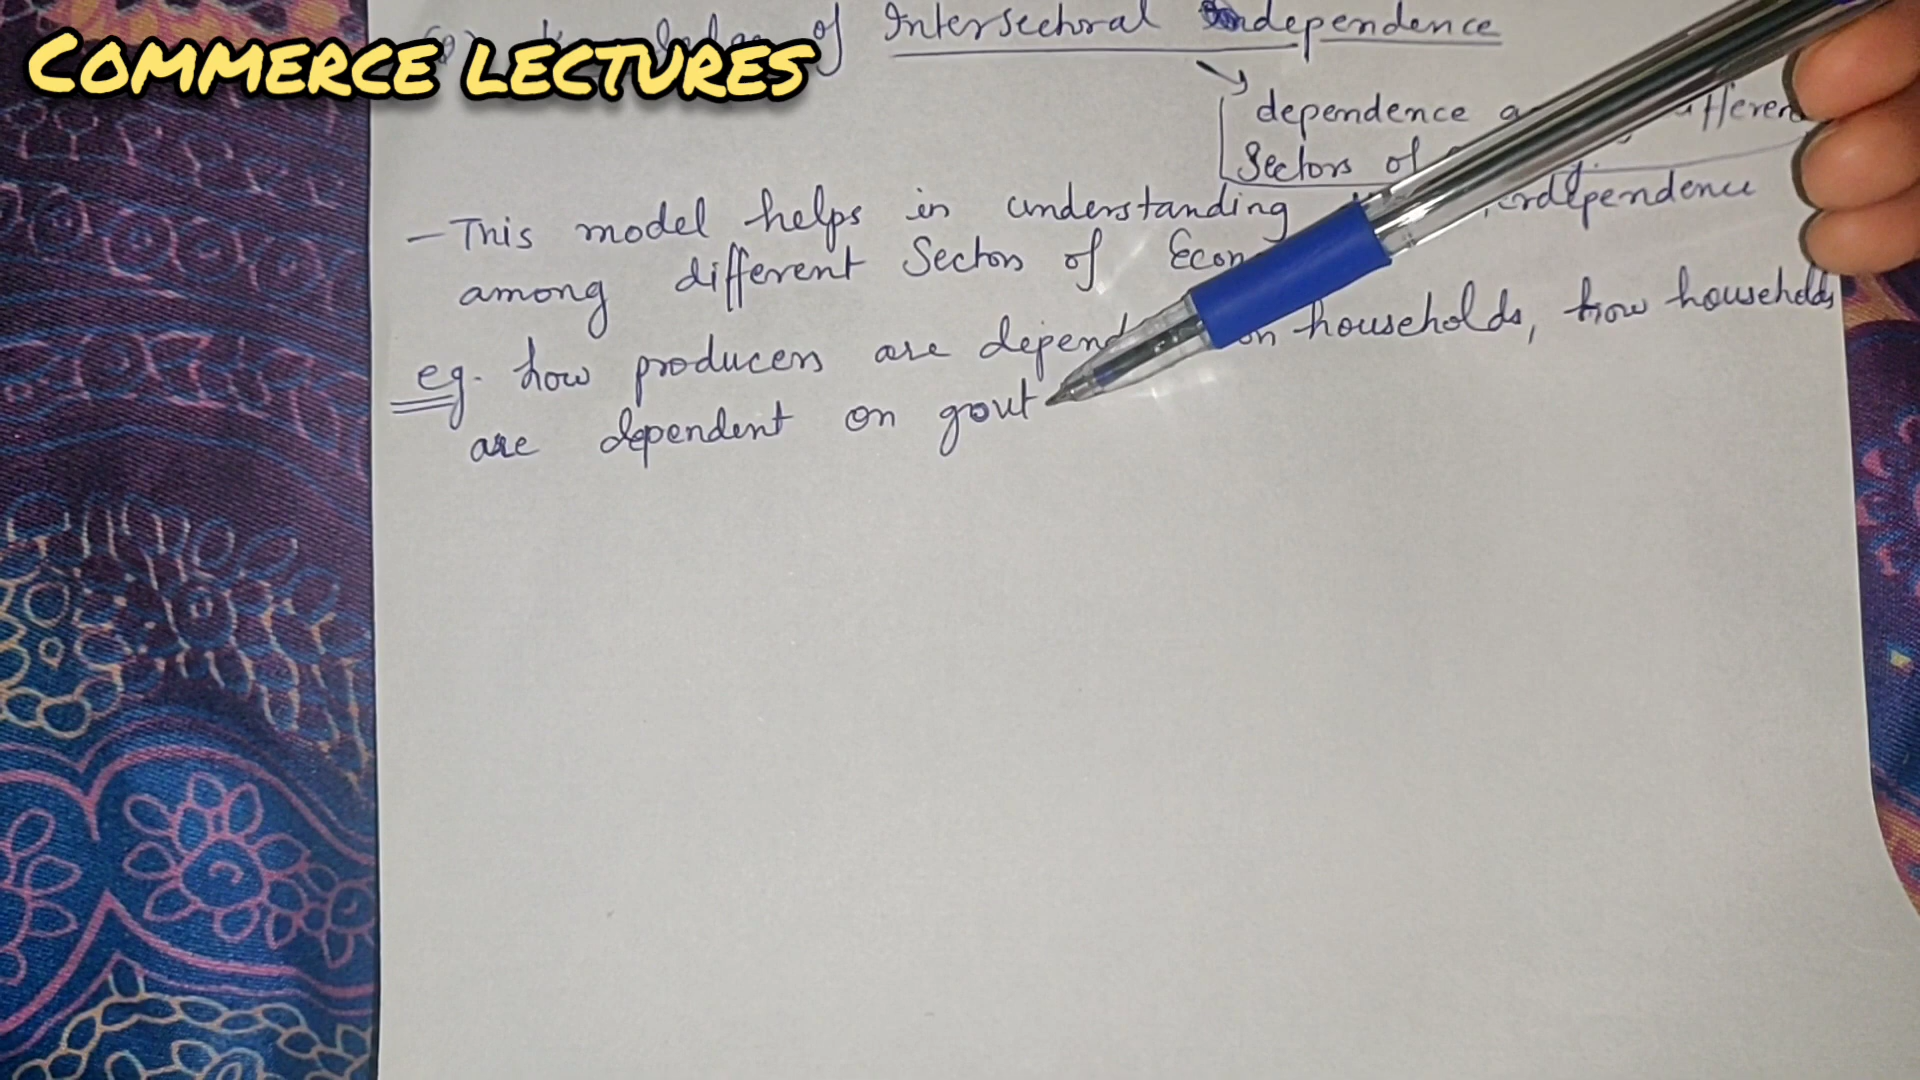 COMMERCE LECTURES
of Intersectoral dependence
dependence
Sectors of
- This model helps in understanding
among different Sectors of
eg. how producers are households, how households
are dependent on govt